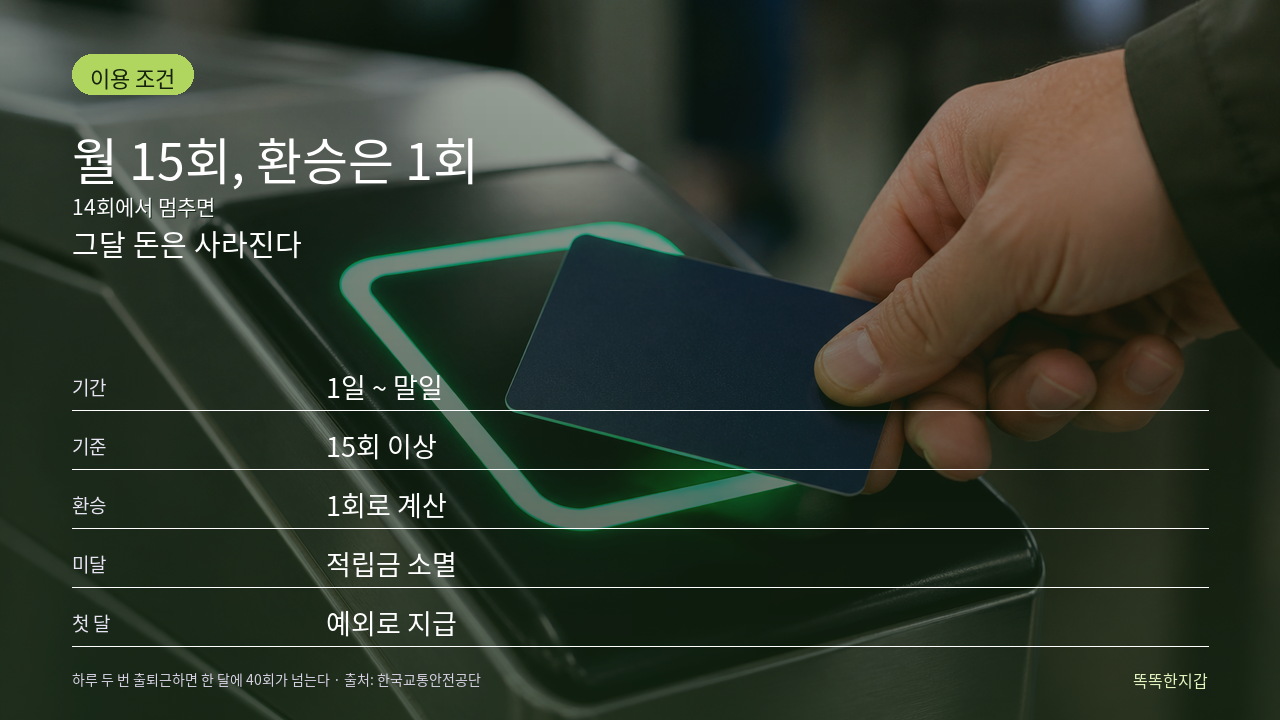 이용 조건
월 15회, 환승은 1회
14회에서 멈추면
그달 돈은 사라진다
기간 1일 ~ 말일
기준 15회 이상
환승 1회로 계산
미달 적립금 소멸
첫 달 예외로 지급
하루 두 번 출퇴근하면 한 달에 40회가 넘는다 · 출처: 한국교통안전공단
똑똑한지갑